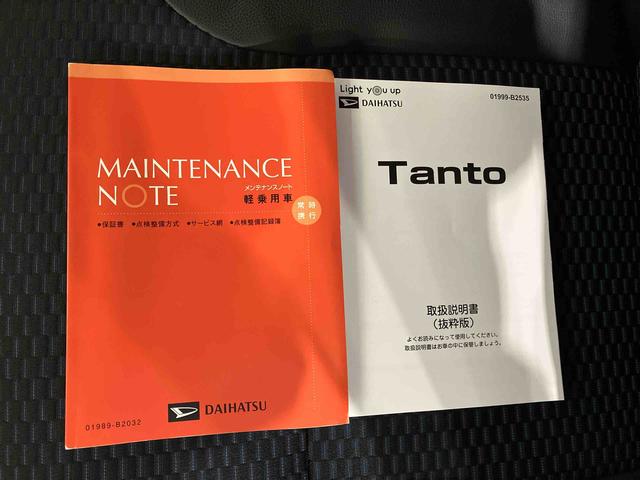 MAINTENANCE
NOTE
メンテナンスノート
軽乗用車
常時
携行
●保証書 ●点検整備方式 ●サービス網 ●点検整備記録簿
DAIHATSU
01989-B2032
Light you up
DAIHATSU
01999-B2535
Tanto
取扱説明書
(抜粋版)
よくお読みになって使用してください。
取扱説明書はお車の中に保管しましょう。